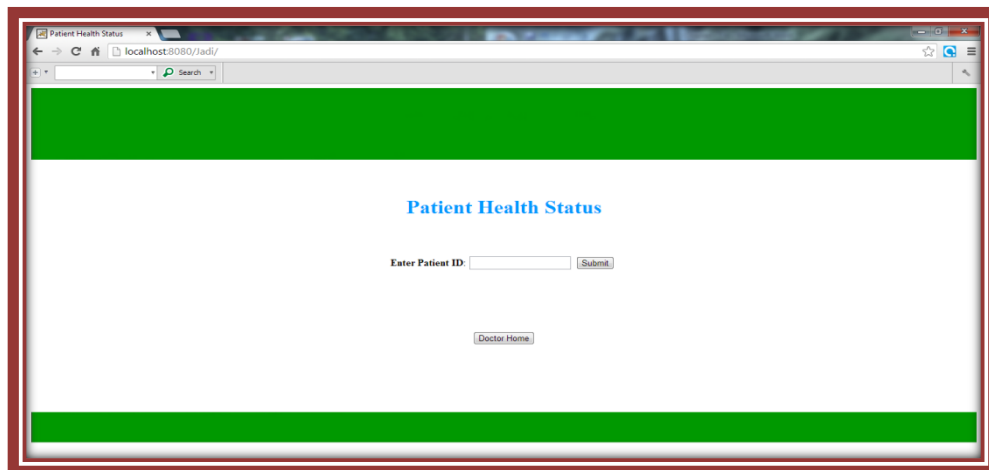 Patient Health Status
localhost:8080/Jadi/
Search
Patient Health Status
Enter Patient ID: Submit
Doctor Home